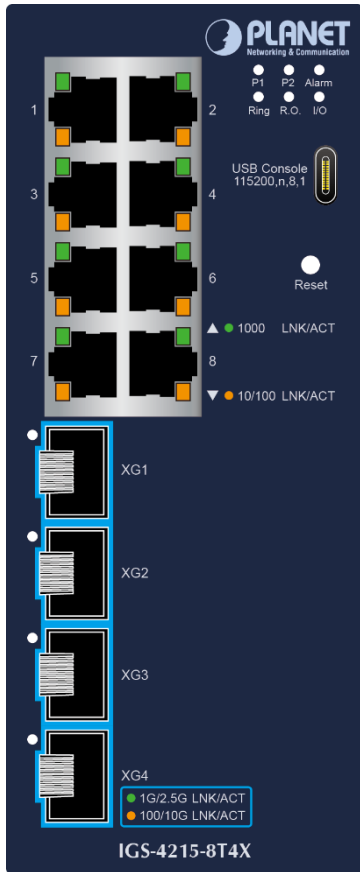 PLANET
Networking & Communication
P1 P2 Alarm
Ring R.O. I/O
1 2
USB Console
115200,n,8,1
3 4
5 6
Reset
▲ 1000 LNK/ACT
7 8
▼ 10/100 LNK/ACT
XG1
XG2
XG3
XG4
1G/2.5G LNK/ACT
100/10G LNK/ACT
IGS-4215-8T4X